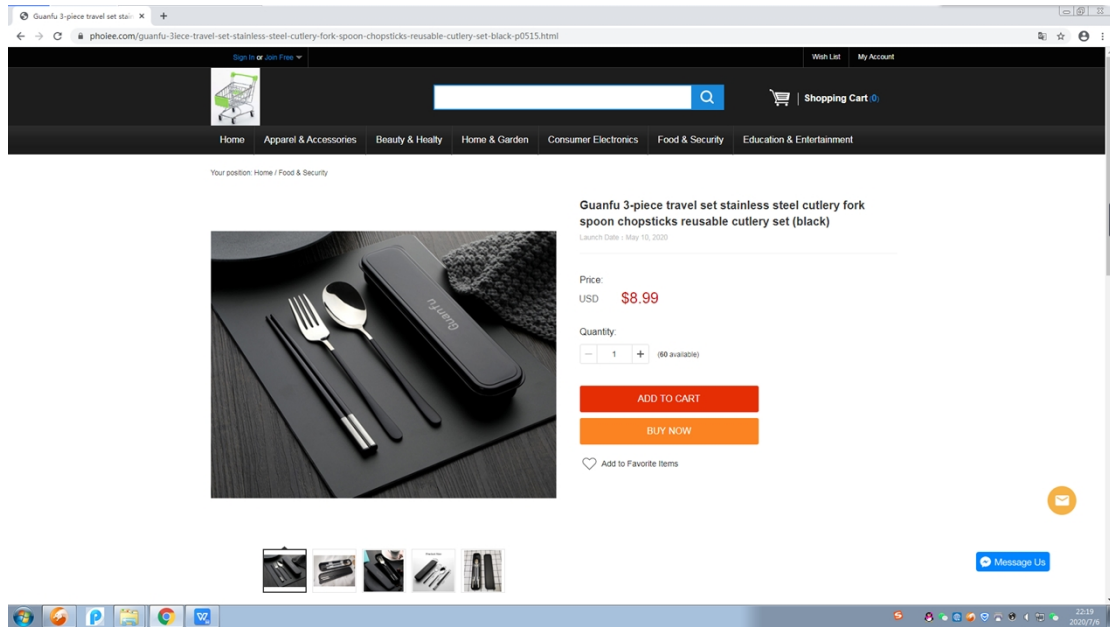 Guanfu 3-piece travel set stain
phoiee.com/guanfu-3iece-travel-set-stainless-steel-cutlery-fork-spoon-chopsticks-reusable-cutlery-set-black-p0515.html
Sign In or Join Free
Wish List My Account
Shopping Cart (0)
Home Apparel & Accessories Beauty & Healty Home & Garden Consumer Electronics Food & Security Education & Entertainment
Your position: Home / Food & Security
Guanfu 3-piece travel set stainless steel cutlery fork
spoon chopsticks reusable cutlery set (black)
Launch Date : May 10, 2020
Guanfu
Price:
USD $8.99
Quantity:
1 (60 available)
ADD TO CART
BUY NOW
Add to Favorite Items
Message Us
22:19
2020/7/6